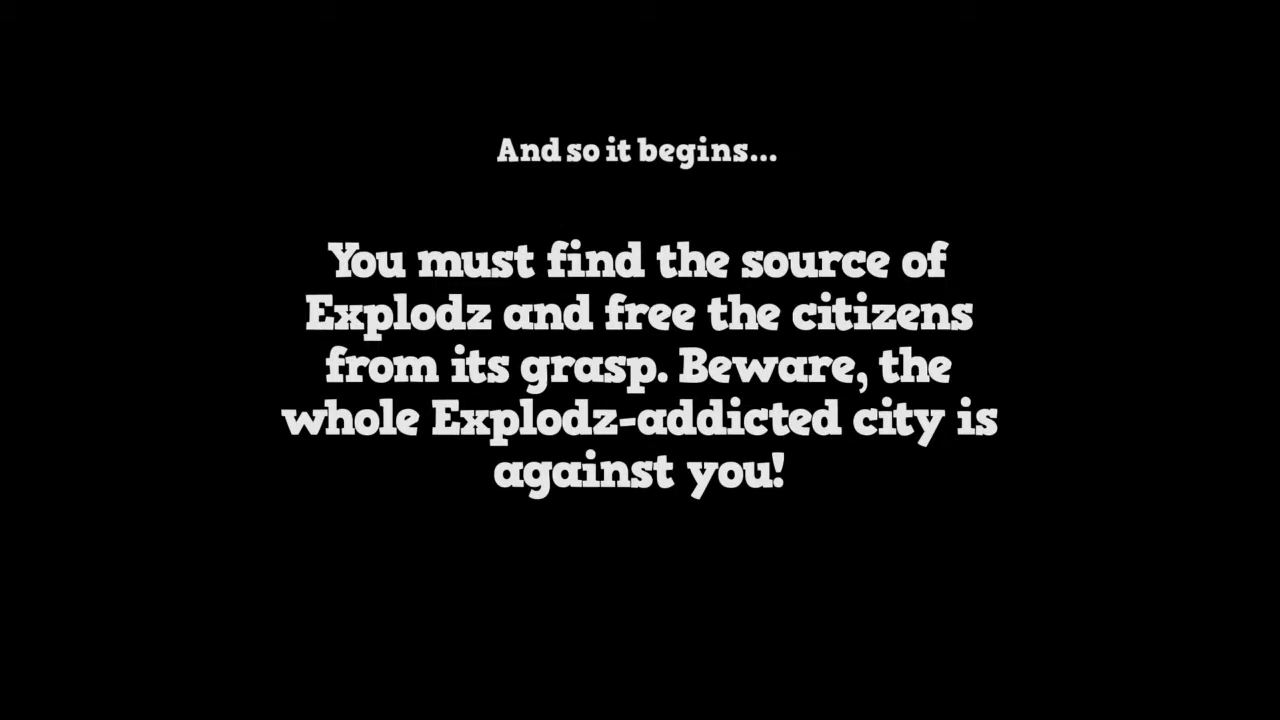 And so it begins...
You must find the source of
Explodz and free the citizens
from its grasp. Beware, the
whole Explodz-addicted city is
against you!